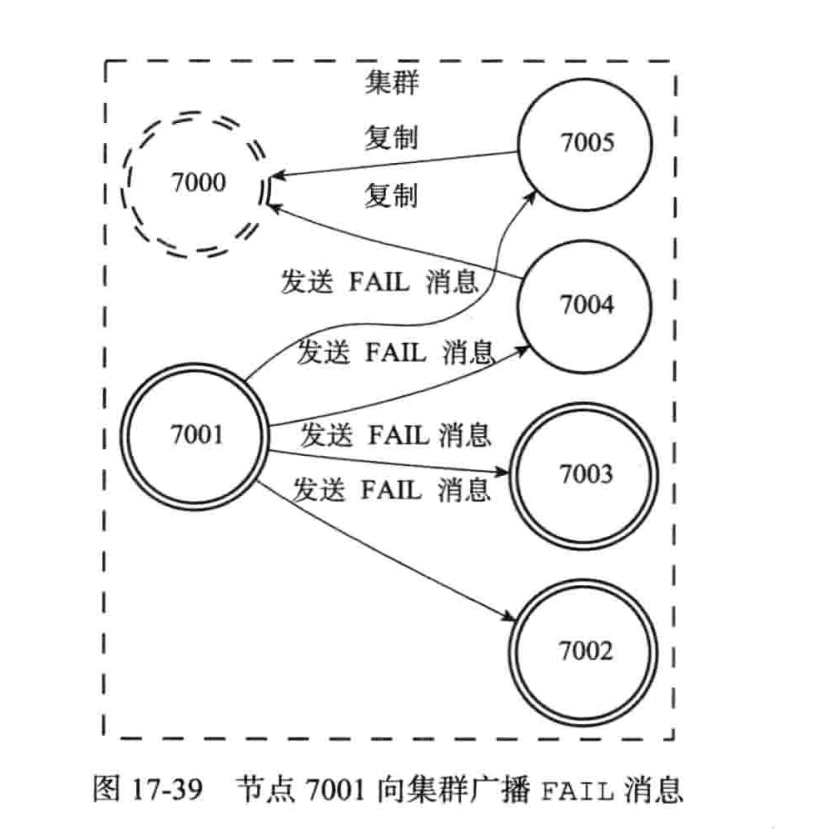 集群
复制
7005
7000
复制
发送 FAIL 消息
7004
发送 FAIL 消息
7001
发送 FAIL 消息
7003
发送 FAIL 消息
7002
图 17-39 节点 7001 向集群广播 FAIL 消息